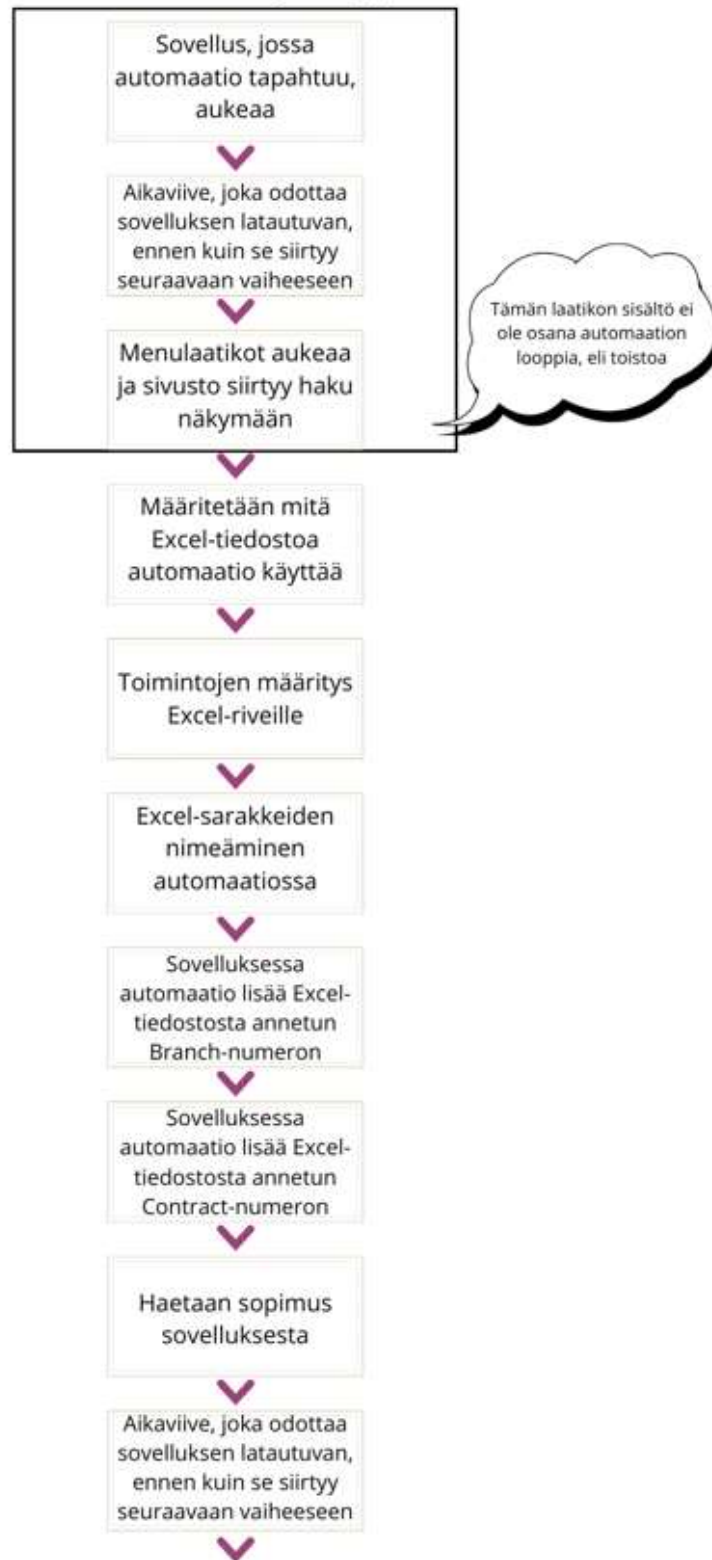 Sovellus, jossa
automaatio tapahtuu,
aukeaa
Aikaviive, joka odottaa
sovelluksen latautuvan,
ennen kuin se siirtyy
seuraavaan vaiheeseen
Menulaatikot aukeaa
ja sivusto siirtyy haku
näkymään
Tämän laatikon sisältö ei
ole osana automaation
looppia, eli toistoa
Määritetään mitä
Excel-tiedostoa
automaatio käyttää
Toimintojen määritys
Excel-riveille
Excel-sarakkeiden
nimeäminen
automaatiossa
Sovelluksessa
automaatio lisää Excel-
tiedostosta annetun
Branch-numeron
Sovelluksessa
automaatio lisää Excel-
tiedostosta annetun
Contract-numeron
Haetaan sopimus
sovelluksesta
Aikaviive, joka odottaa
sovelluksen latautuvan,
ennen kuin se siirtyy
seuraavaan vaiheeseen